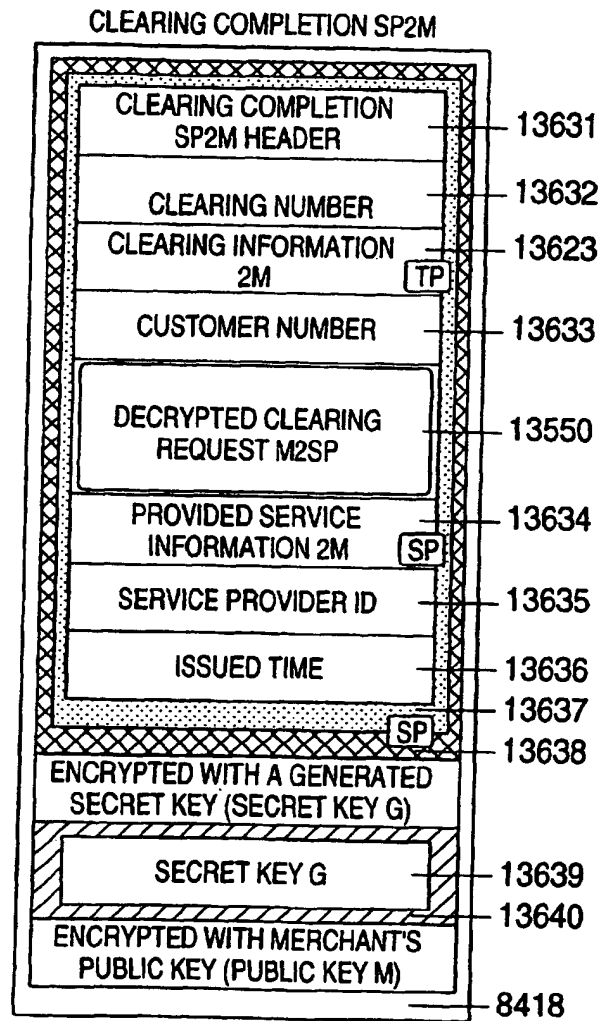 CLEARING COMPLETION SP2M
CLEARING COMPLETION
SP2M HEADER
13631
CLEARING NUMBER
13632
CLEARING INFORMATION
2M
TP
13623
CUSTOMER NUMBER
13633
DECRYPTED CLEARING
REQUEST M2SP
13550
PROVIDED SERVICE
INFORMATION 2M
SP
13634
SERVICE PROVIDER ID
13635
ISSUED TIME
13636
13637
SP
13638
ENCRYPTED WITH A GENERATED
SECRET KEY (SECRET KEY G)
SECRET KEY G
13639
13640
ENCRYPTED WITH MERCHANT'S
PUBLIC KEY (PUBLIC KEY M)
8418